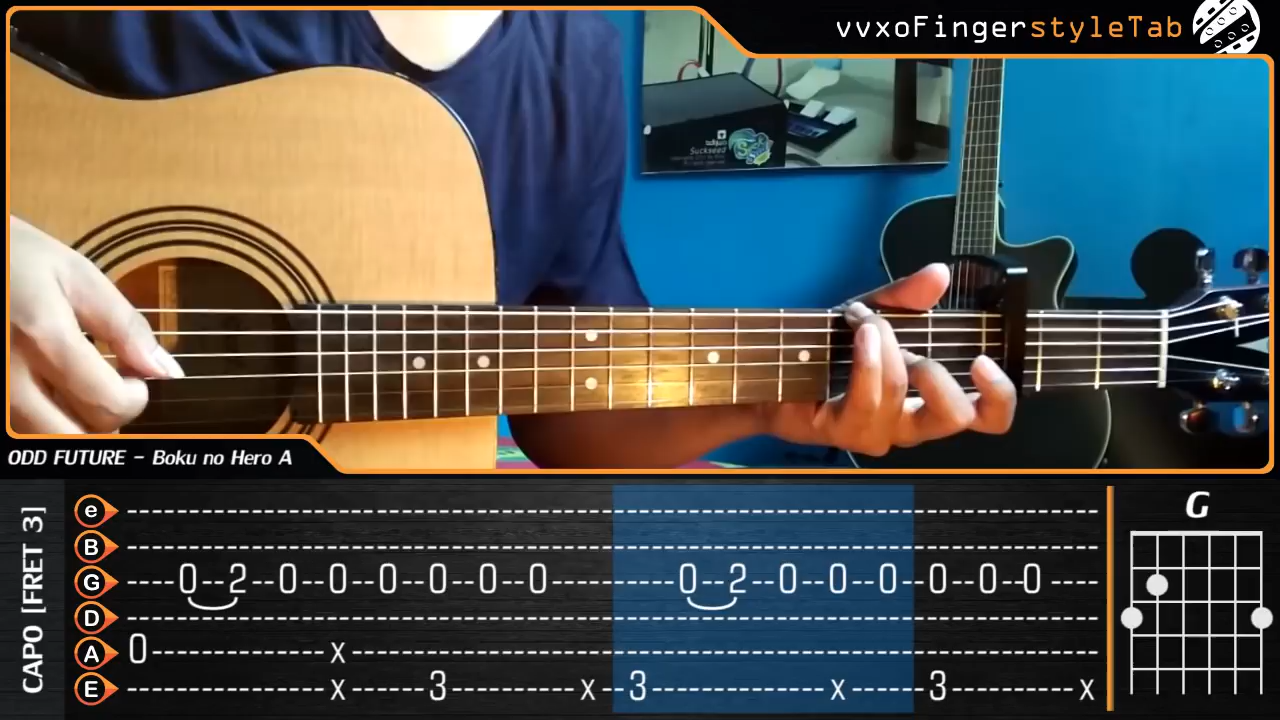 vvxoFingerstyleTab
Suckseed
ODD FUTURE - Boku no Hero A
CAPO [FRET 3]
e-----------------------------------------
B-----------------------------------------
G----0--2--0--0--0--0--0--0--------0--2--0--0--0--0--0--0----
D-----------------------------------------
A 0-----------x---------------------------
E-------------x-----3--------x--3-----------x-----3--------x
G